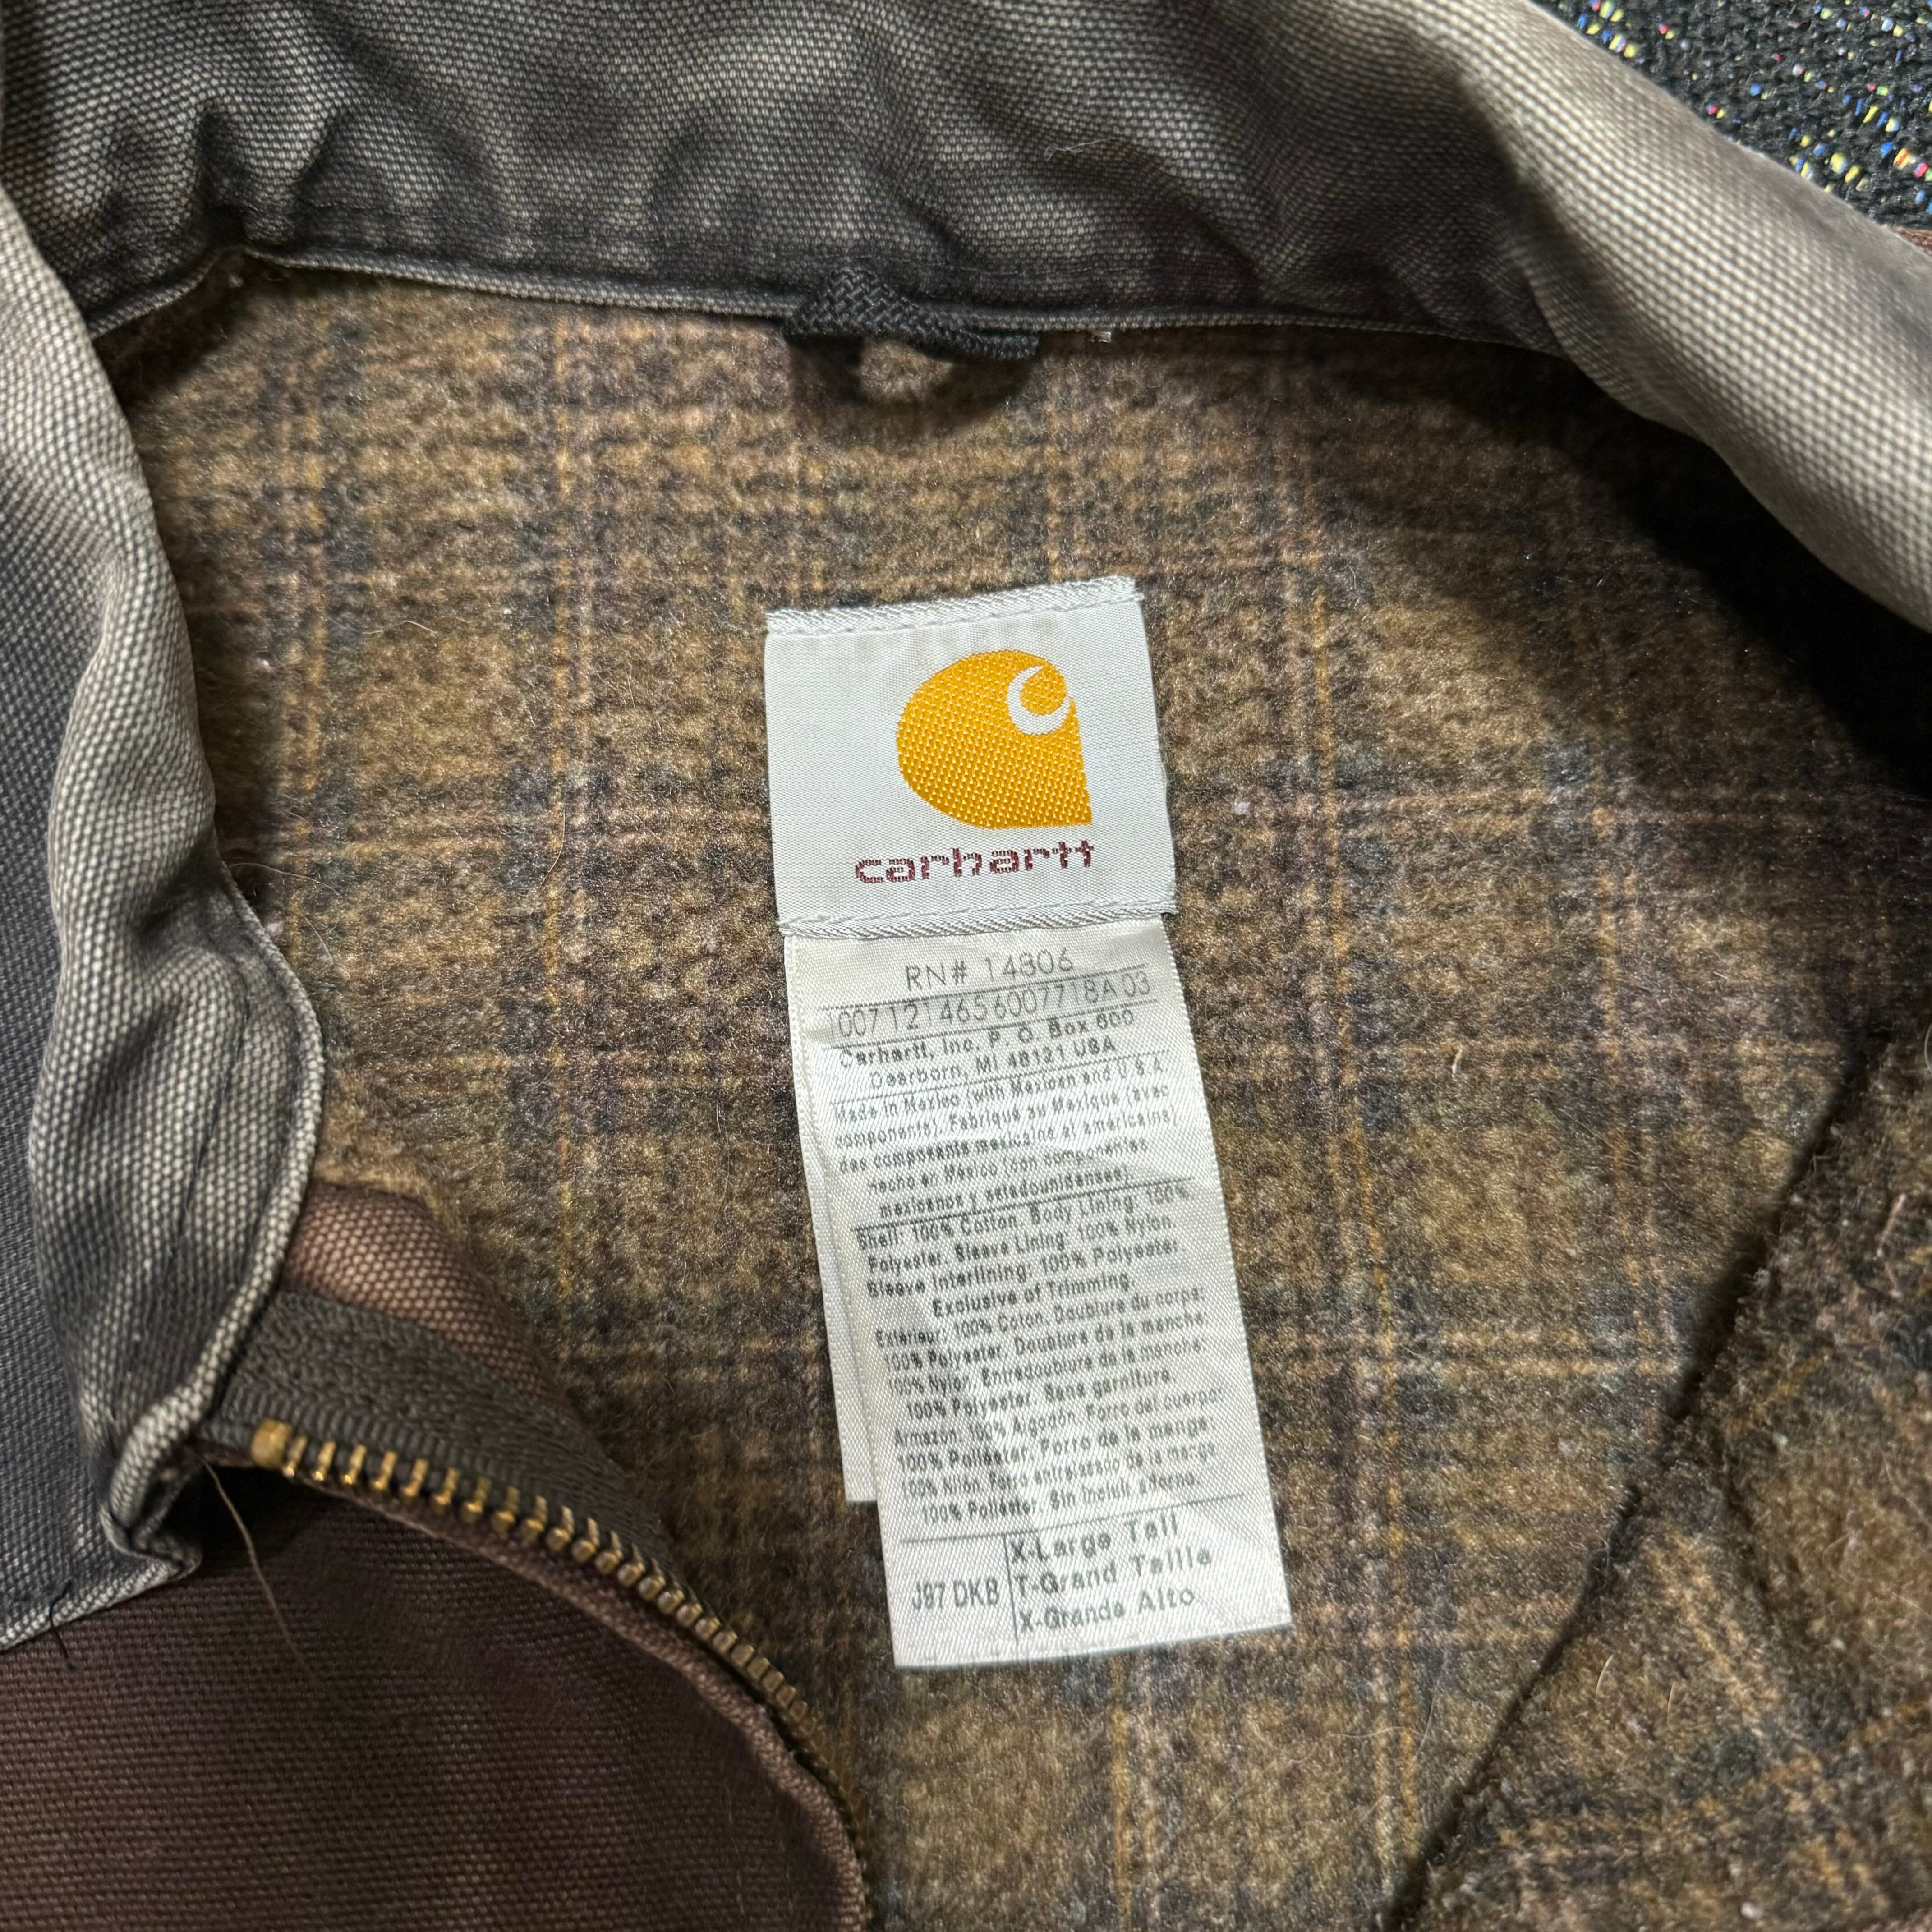 carhartt
RN# 14806
10071214656007718A 03
Carhartt, Inc. P. O. Box 600
Dearborn, MI 48121 USA
Made in Mexico (with Mexican and U.S.A.
components). Fabriqué au Mexique (avec
des composants mexicains et americains)
Hecho en México (con componentes
mexicanos y estadounidenses).
Shell: 100% Cotton. Body Lining: 100%
Polyester. Sleeve Lining: 100% Nylon.
Sleeve Interlining: 100% Polyester.
Exclusive of Trimming.
Extérieur: 100% Coton. Doublure du corps:
100% Polyester. Doublure de la manche:
100% Nylon. Entredoublure de la manche:
100% Polyester. Sans garniture.
Armazón: 100% Algodón. Forro del cuerpo:
100% Poliéster. Forro de la manga:
100% Nilón. Forro entrelazado de la manga:
100% Poliéster. Sin incluir adorno.
J97 DKB
X-Large Tall
T-Grand Taille
X-Grande Alto